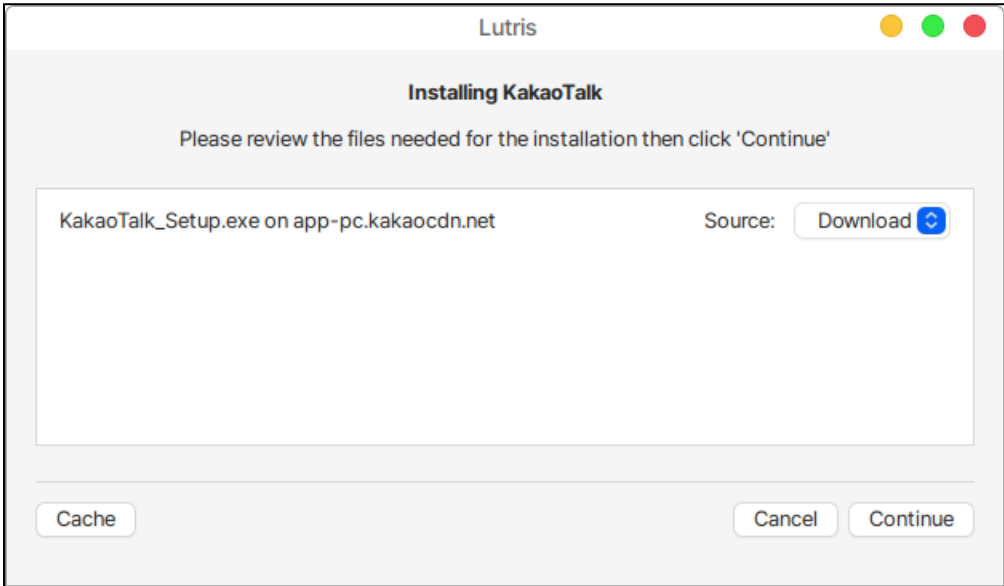 Lutris
Installing KakaoTalk
Please review the files needed for the installation then click 'Continue'
KakaoTalk_Setup.exe on app-pc.kakaocdn.net Source: Download
Cache Cancel Continue